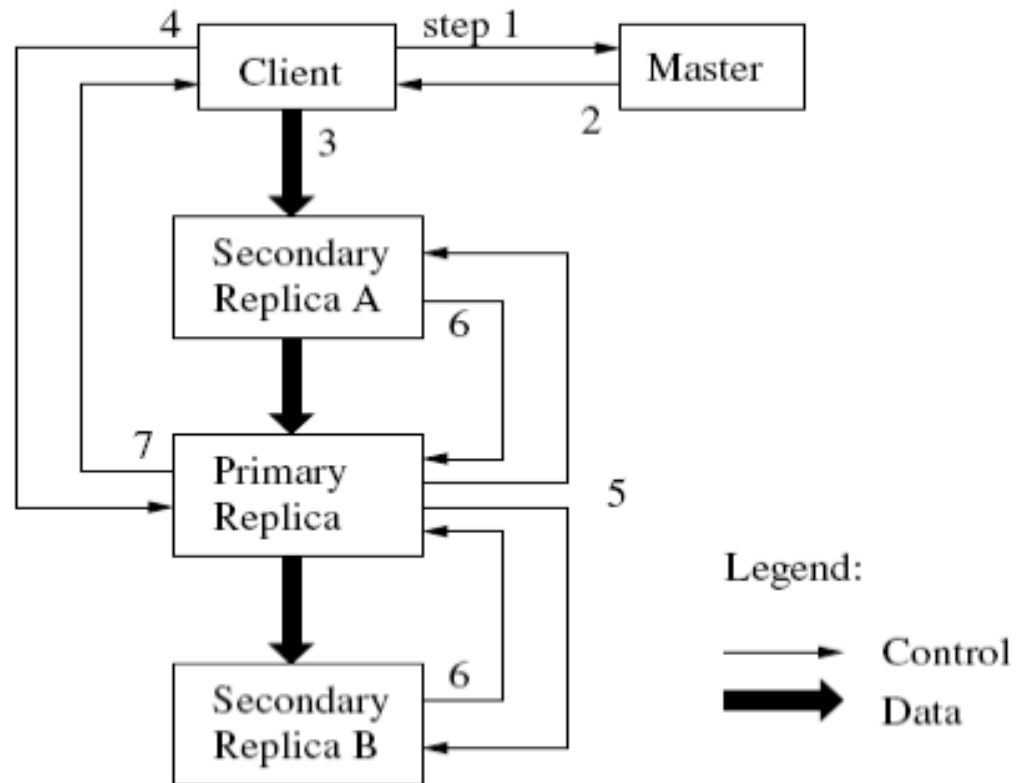 4
step 1
Client
Master
2
3
Secondary
Replica A
6
7
Primary
Replica
5
6
Secondary
Replica B
Legend:
Control
Data